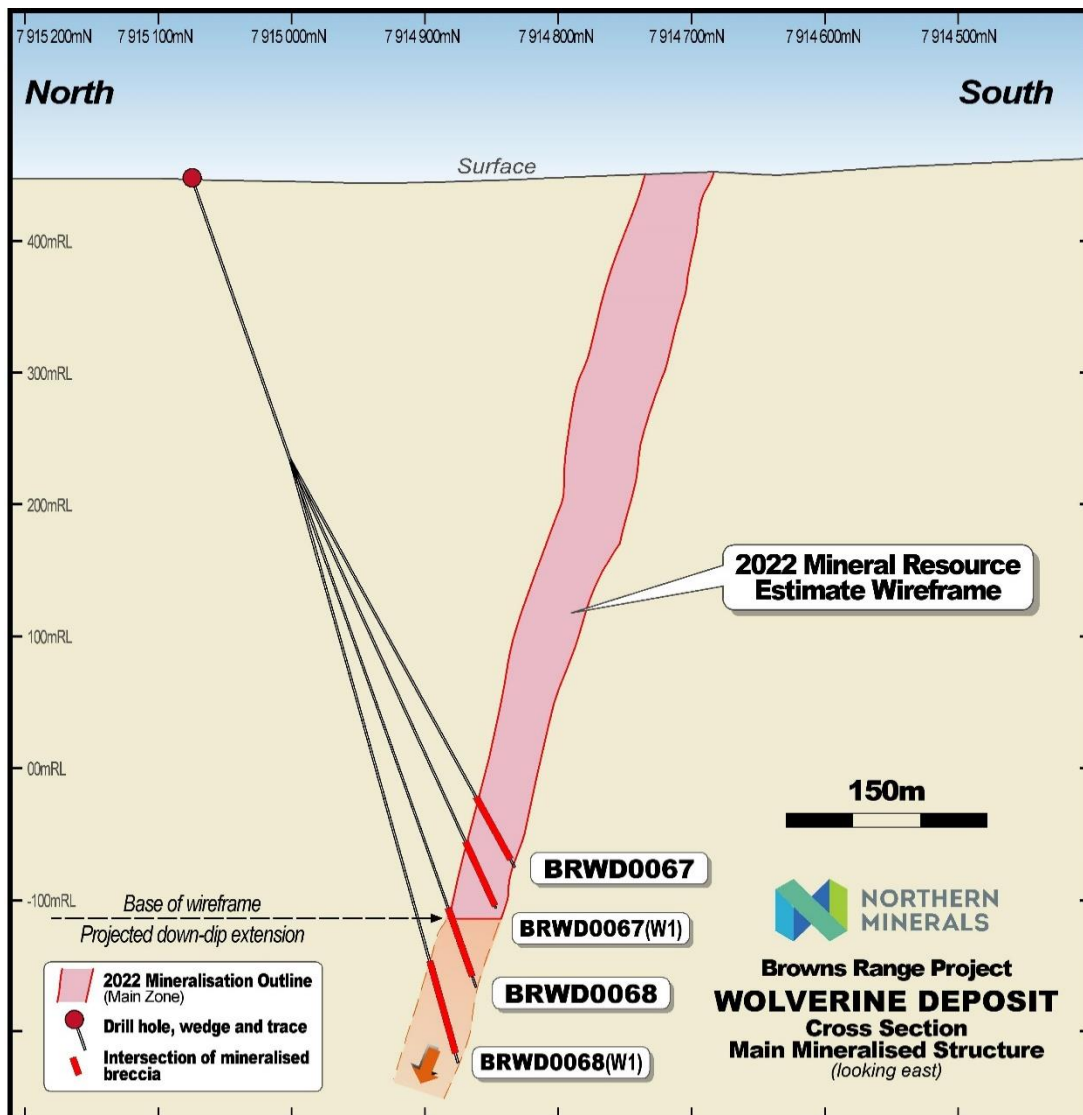 7 915 200mN 7 915 100mN 7 915 000mN 7 914 900mN 7 914 800mN 7 914 700mN 7 914 600mN 7 914 500mN
North
South
Surface
400mRL
300mRL
200mRL
2022 Mineral Resource
Estimate Wireframe
100mRL
00mRL
150m
BRWD0067
-100mRL
Base of wireframe
Projected down-dip extension
BRWD0067(W1)
BRWD0068
BRWD0068(W1)
2022 Mineralisation Outline
(Main Zone)
Drill hole, wedge and trace
Intersection of mineralised
breccia
NORTHERN
MINERALS
Browns Range Project
WOLVERINE DEPOSIT
Cross Section
Main Mineralised Structure
(looking east)